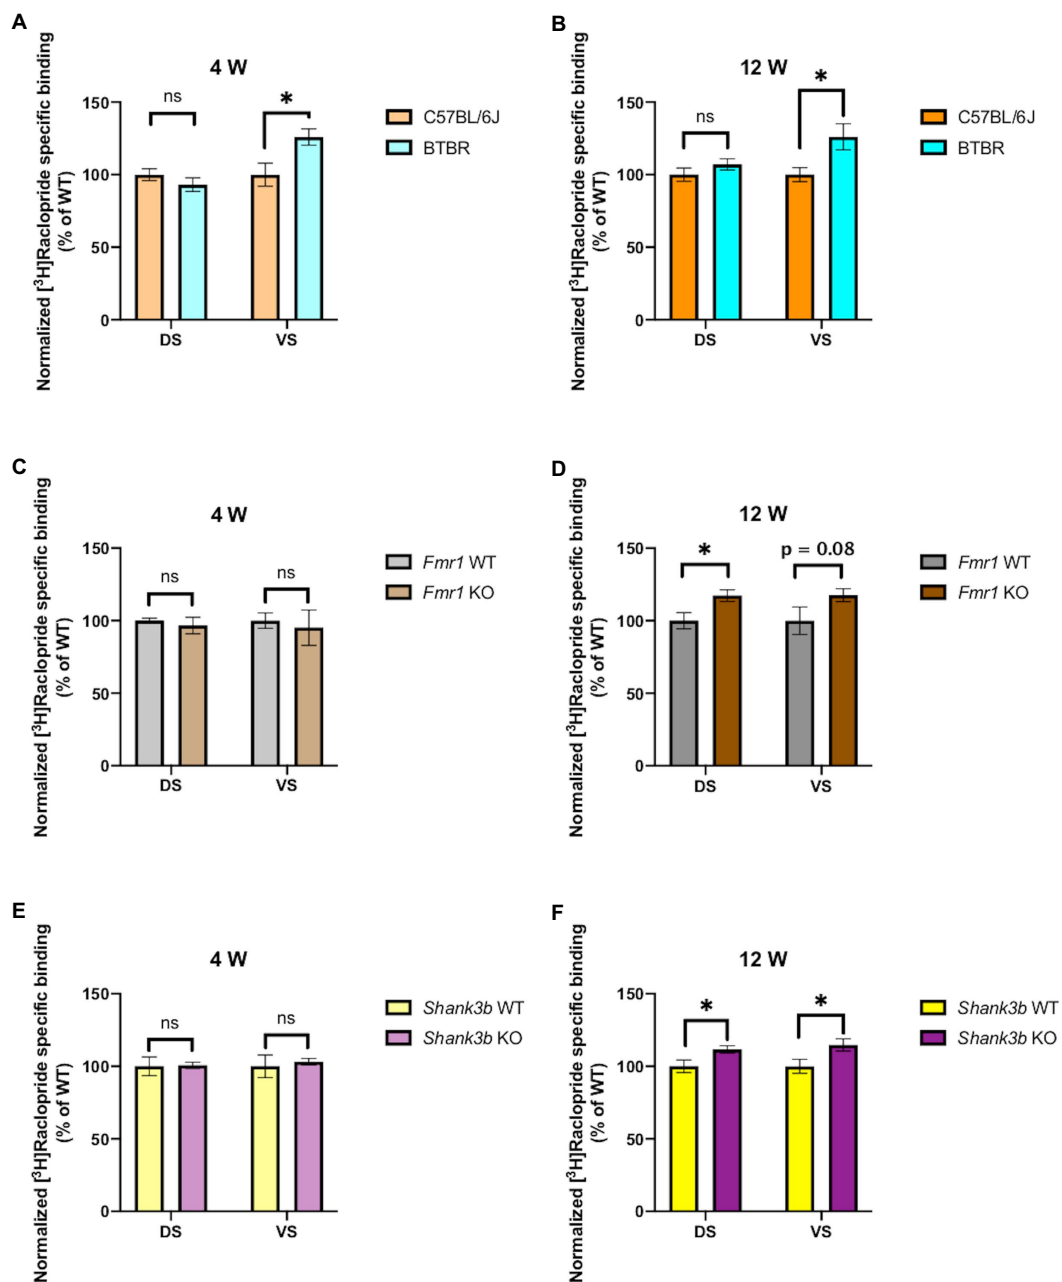 A
4 W
Normalized [³H]Raclopride specific binding
(% of WT)
150
100
50
0
ns
*
DS
VS
C57BL/6J
BTBR
B
12 W
Normalized [³H]Raclopride specific binding
(% of WT)
150
100
50
0
ns
*
DS
VS
C57BL/6J
BTBR
C
4 W
Normalized [³H]Raclopride specific binding
(% of WT)
150
100
50
0
ns
ns
DS
VS
Fmr1 WT
Fmr1 KO
D
12 W
Normalized [³H]Raclopride specific binding
(% of WT)
150
100
50
0
*
p = 0.08
DS
VS
Fmr1 WT
Fmr1 KO
E
4 W
Normalized [³H]Raclopride specific binding
(% of WT)
150
100
50
0
ns
ns
DS
VS
Shank3b WT
Shank3b KO
F
12 W
Normalized [³H]Raclopride specific binding
(% of WT)
150
100
50
0
*
*
DS
VS
Shank3b WT
Shank3b KO